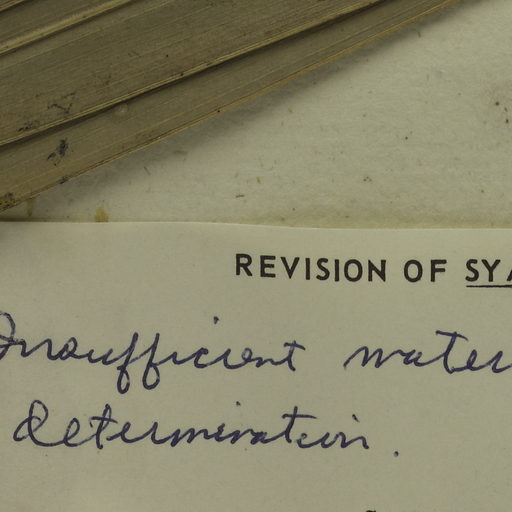 REVISION OF SYA
Insufficient mater
determination.